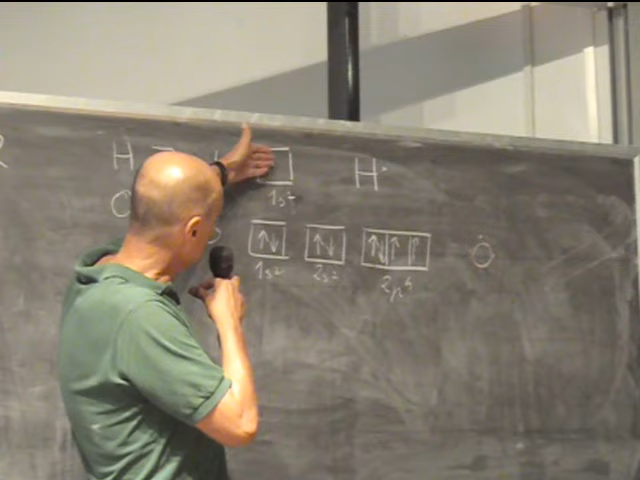 H 1s¹ H·
O ↑↓ ↑↓ ↑↓ ↑ ↑ O
1s² 2s² 2p⁴